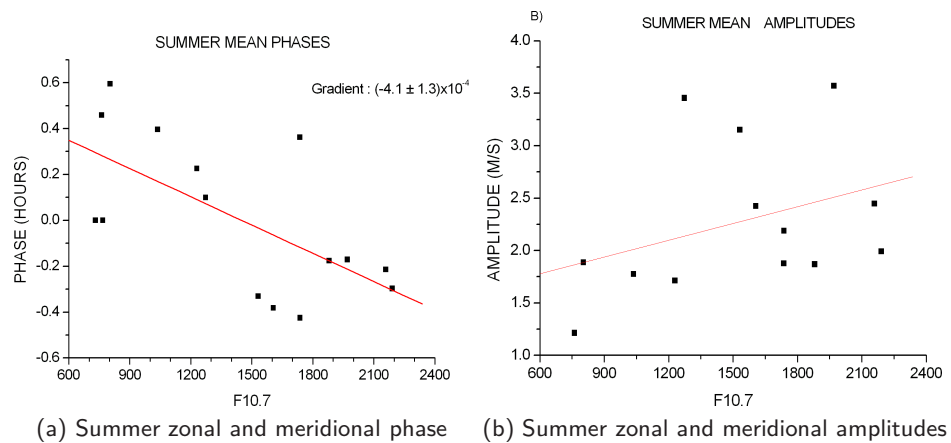 SUMMER MEAN PHASES
Gradient : (-4.1 ± 1.3)x10⁻⁴
PHASE (HOURS)
0.6
0.4
0.2
0.0
-0.2
-0.4
-0.6
600 900 1200 1500 1800 2100 2400
F10.7
(a) Summer zonal and meridional phase
B)
SUMMER MEAN AMPLITUDES
AMPLITUDE (M/S)
4.0
3.5
3.0
2.5
2.0
1.5
1.0
600 900 1200 1500 1800 2100 2400
F10.7
(b) Summer zonal and meridional amplitudes